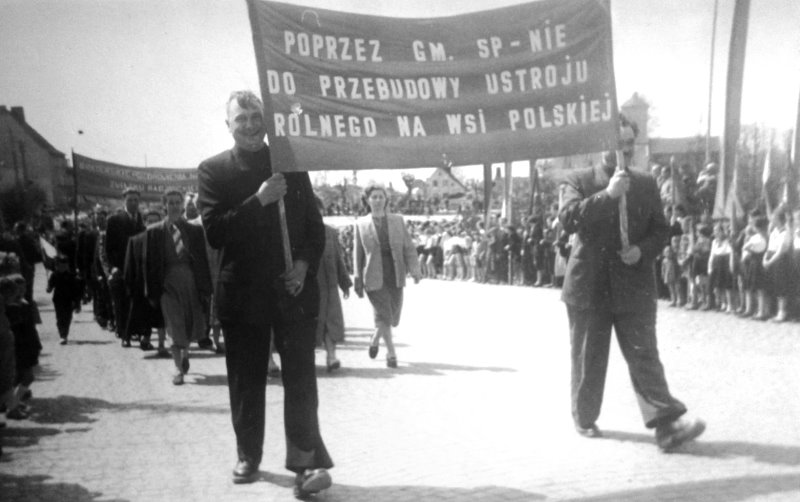 POPRZEZ GM. SP-NIE
DO PRZEBUDOWY USTROJU
ROLNEGO NA WSI POLSKIEJ